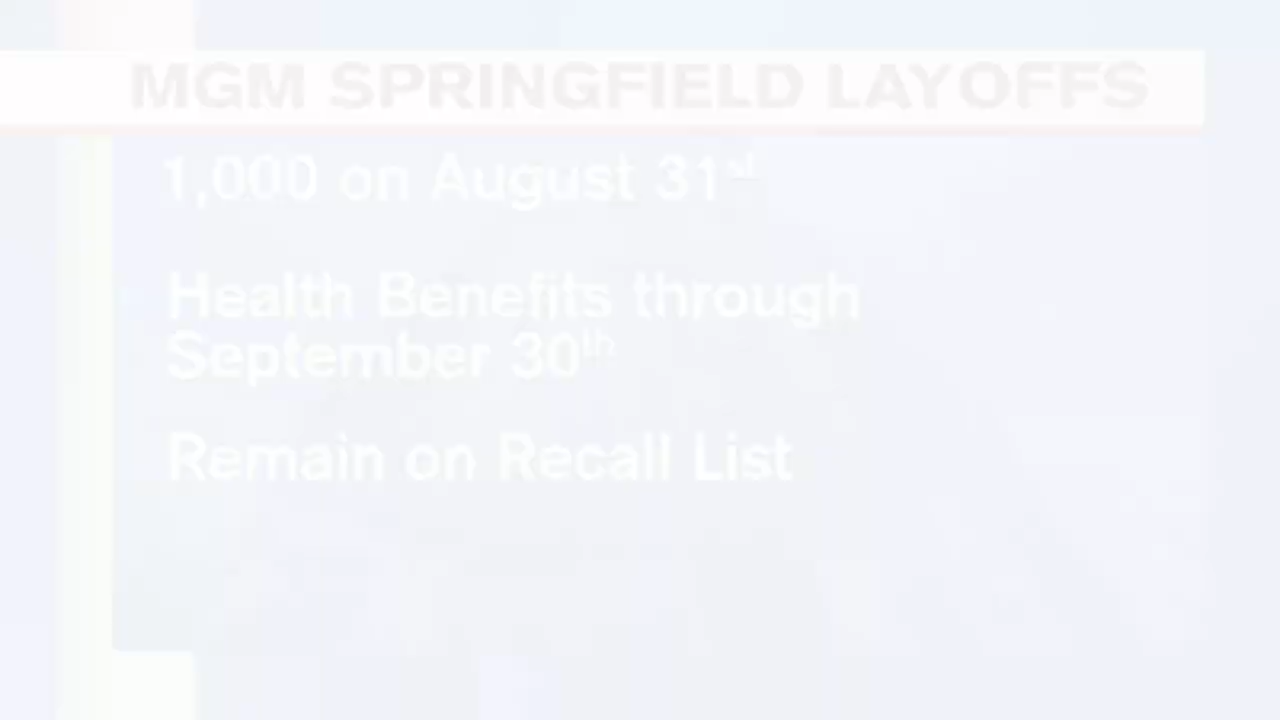 MGM SPRINGFIELD LAYOFFS
1,000 on August 31st
Health Benefits through
September 30th
Remain on Recall List